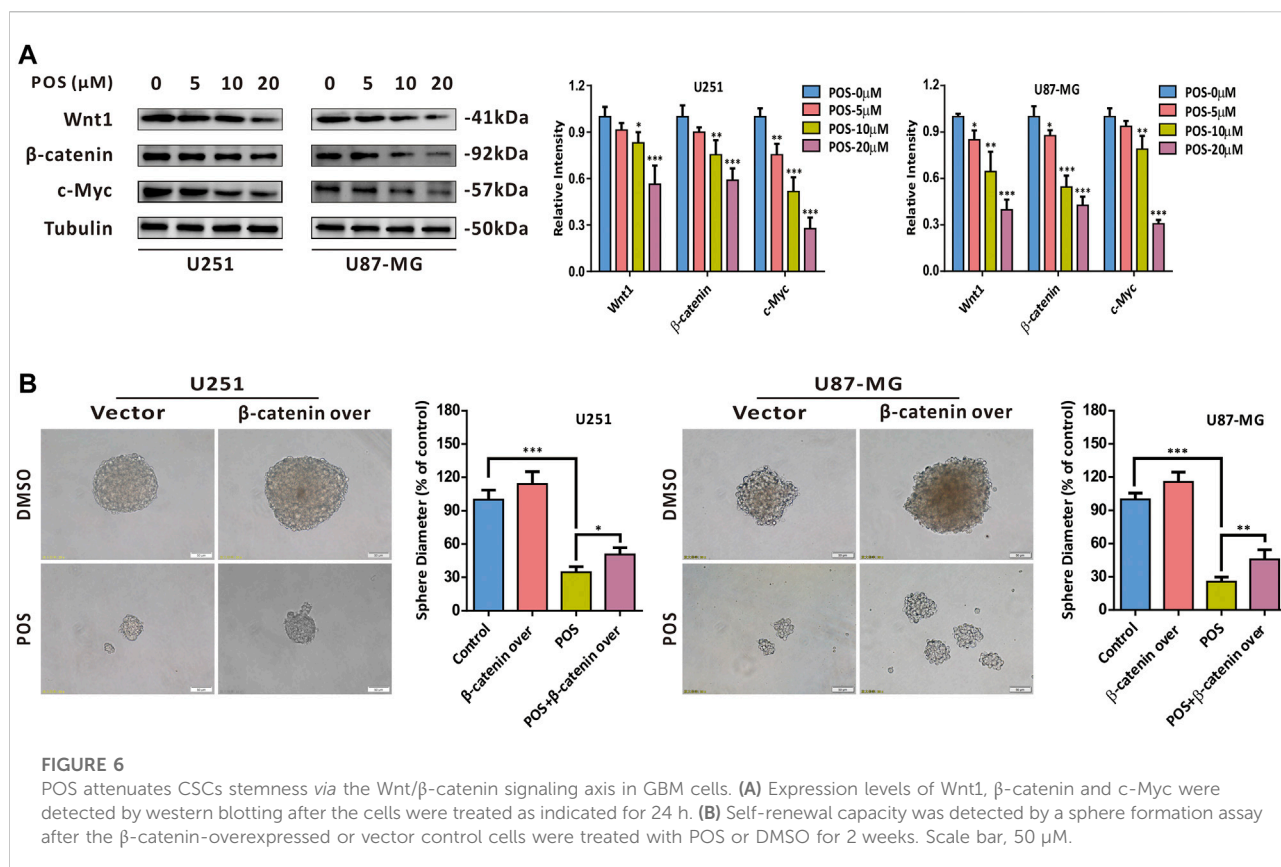 A
POS (μM) 0 5 10 20 0 5 10 20
Wnt1 -41kDa
β-catenin -92kDa
c-Myc -57kDa
Tubulin -50kDa
U251 U87-MG
U251
Relative Intensity
1.2
0.9
0.6
0.3
0.0
POS-0μM
POS-5μM
POS-10μM
POS-20μM
* *** ** *** ** *** ***
Wnt1 β-catenin c-Myc
U87-MG
Relative Intensity
1.2
0.9
0.6
0.3
0.0
POS-0μM
POS-5μM
POS-10μM
POS-20μM
* ** *** * *** *** ** ***
Wnt1 β-catenin c-Myc
B
U251
Vector β-catenin over
DMSO
POS
U251
Sphere Diameter (% of control)
180
150
120
90
60
30
0
***
*
Control β-catenin over POS POS+β-catenin over
U87-MG
Vector β-catenin over
DMSO
POS
U87-MG
Sphere Diameter (% of control)
180
150
120
90
60
30
0
***
**
Control β-catenin over POS POS+β-catenin over
FIGURE 6
POS attenuates CSCs stemness via the Wnt/β-catenin signaling axis in GBM cells. (A) Expression levels of Wnt1, β-catenin and c-Myc were
detected by western blotting after the cells were treated as indicated for 24 h. (B) Self-renewal capacity was detected by a sphere formation assay
after the β-catenin-overexpressed or vector control cells were treated with POS or DMSO for 2 weeks. Scale bar, 50 μM.